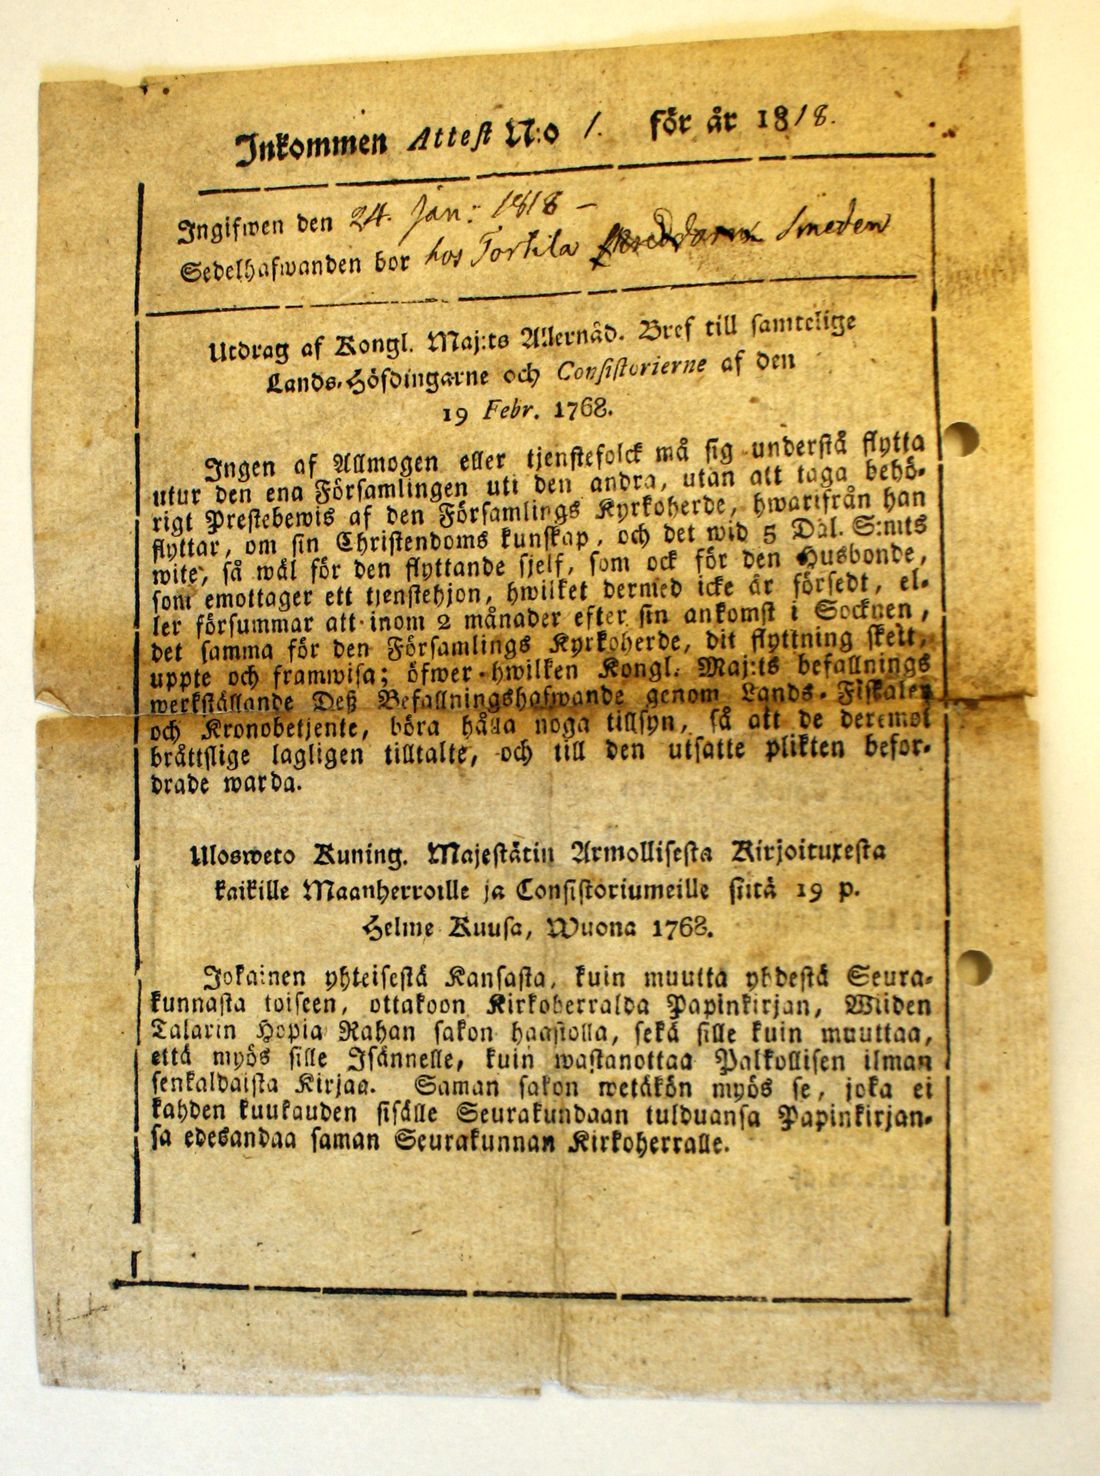 Inkommen Attest N:o 1. för år 1818.
Ingifwen den 24. Jan: 1818 –
Sedelhafwanden bor hos Tortila Smeden
Utdrag af Kongl. Maj:ts Allernåd. Bref till samtelige
Lands-Höfdingarne och Consistorierne af den
19 Febr. 1768.
Ingen af Allmogen eller tjenstefolck må sig understå flytta
utur den ena Församlingen uti den andra, utan att taga behö-
rigt Prestebewis af den Församlings Kyrkoherde, hwarifrån han
flyttar, om sin Christendoms kunskap, och det wid 5 Dal. S:mts
wite, så wäl för den flyttande sjelf, som ock för den Husbonde,
som emottager ett tjenstehjon, hwilket dermed icke är försedt, el-
ler försummar att inom 2 månader efter sin ankomst i Socknen,
det samma för den Församlings Kyrkoherde, dit flyttning skett,
uppte och framwisa; öfwer hwilken Kongl. Maj:ts befallnings
werkställande Deß Befallningshafwande genom Lands-Fiskaler
och Kronobetjente, böra hålla noga tillsyn, så att de deremot
bråttslige lagligen tilltalte, och till den utsatte plikten befor-
drade warda.
Ulosweto Kuning. Majestätin Armollisesta Kirjoituxesta
kaikille Maanherroille ja Consistoriumeille siitä 19 p.
Helme Kuusa, Wuona 1768.
Jokainen yhteisestä Kansasta, kuin muutta yhdestä Seura-
kunnasta toiseen, ottakoon Kirkoherralda Papinkirjan, Wiiden
Talarin Hopia Rahan sakon haastolla, sekä sille kuin muuttaa,
että myös sille Isännelle, kuin wastanottaa Palkollisen ilman
senkaldaista Kirjaa. Saman sakon wetäkön myös se, joka ei
kahden kuukauden sisälle Seurakundaan tulduansa Papinkirjan-
sa edesandaa saman Seurakunnan Kirkoherralle.